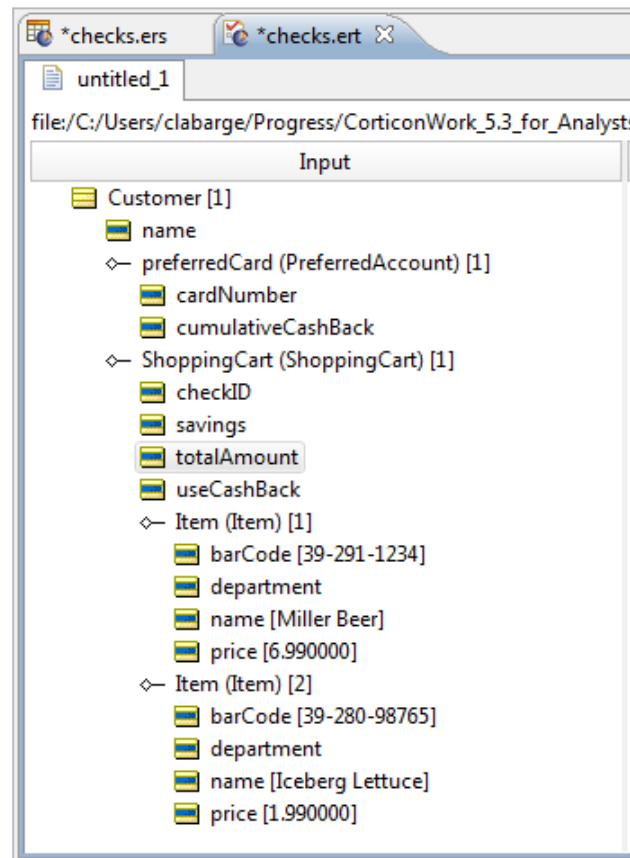 *checks.ers *checks.ert
untitled_1
file:/C:/Users/clabarge/Progress/CorticonWork_5.3_for_Analysts
Input
Customer [1]
name
preferredCard (PreferredAccount) [1]
cardNumber
cumulativeCashBack
ShoppingCart (ShoppingCart) [1]
checkID
savings
totalAmount
useCashBack
Item (Item) [1]
barCode [39-291-1234]
department
name [Miller Beer]
price [6.990000]
Item (Item) [2]
barCode [39-280-98765]
department
name [Iceberg Lettuce]
price [1.990000]